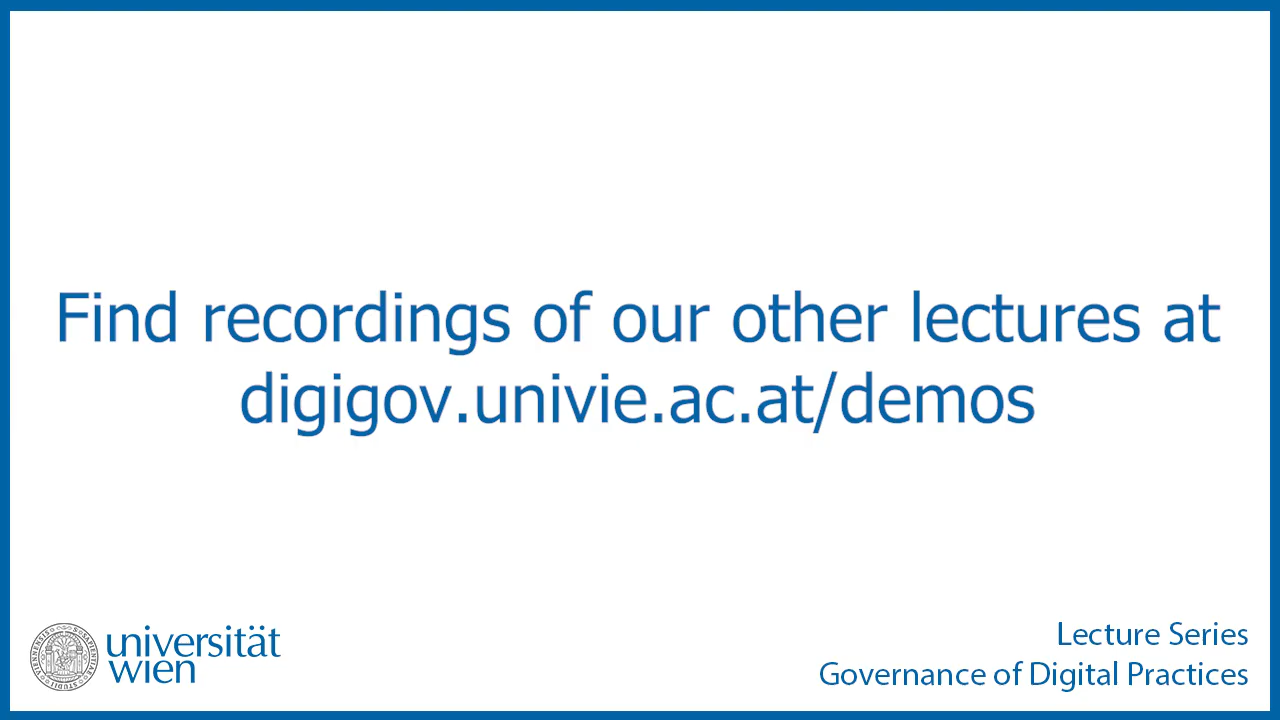 Find recordings of our other lectures at
digigov.univie.ac.at/demos
universität
wien
Lecture Series
Governance of Digital Practices